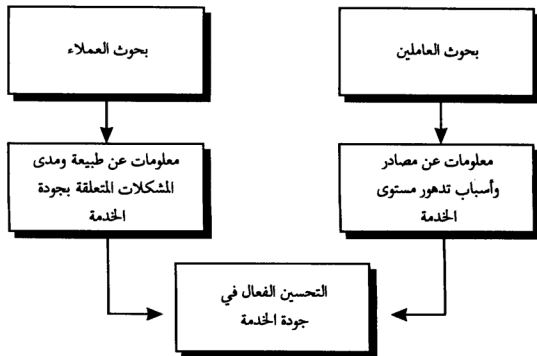 بحوث العاملين
بحوث العملاء
معلومات عن مصادر
وأسباب تدهور مستوى
الخدمة
معلومات عن طبيعة ومدى
المشكلات المتعلقة بجودة
الخدمة
التحسين الفعال في
جودة الخدمة